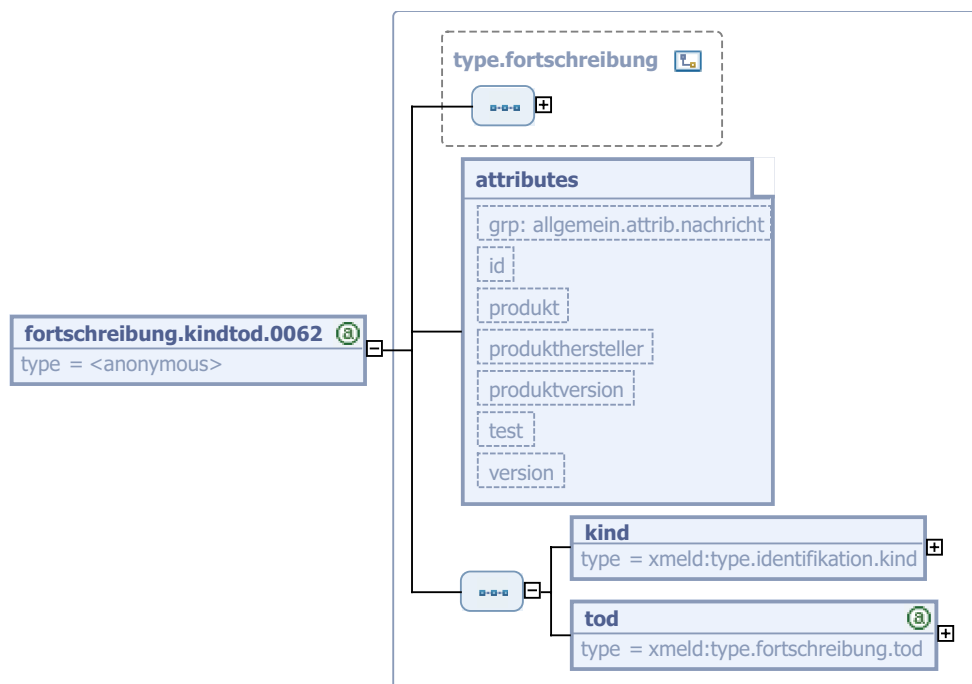 type.fortschreibung
attributes
grp: allgemein.attrib.nachricht
id
produkt
produkthersteller
produktversion
test
version
fortschreibung.kindtod.0062 @
type = <anonymous>
kind
type = xmeld:type.identifikation.kind
tod @
type = xmeld:type.fortschreibung.tod